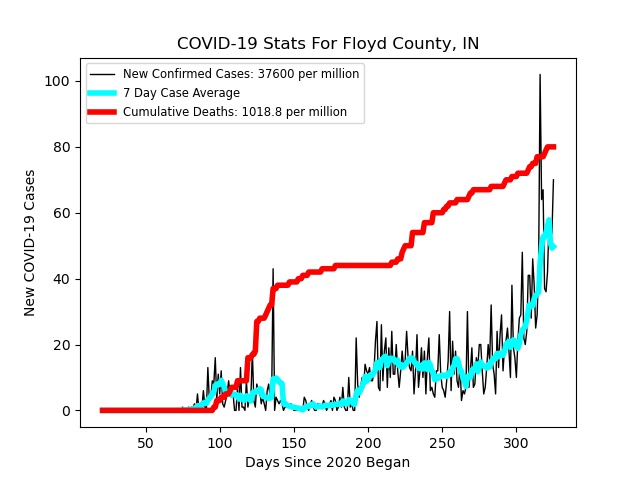 COVID-19 Stats For Floyd County, IN
New Confirmed Cases: 37600 per million
7 Day Case Average
Cumulative Deaths: 1018.8 per million
New COVID-19 Cases
100
80
60
40
20
0
50 100 150 200 250 300
Days Since 2020 Began